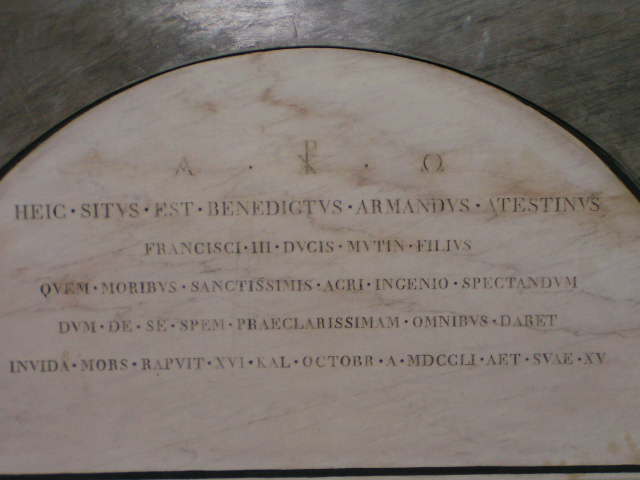 Α · ☧ · Ω
HEIC · SITVS · EST · BENEDICTVS · ARMANDVS · ATESTINVS
FRANCISCI · III · DVCIS · MVTIN · FILIVS
QVEM · MORIBVS · SANCTISSIMIS · ACRI · INGENIO · SPECTANDVM
DVM · DE · SE · SPEM · PRAECLARISSIMAM · OMNIBVS · DARET
INVIDA · MORS · RAPVIT · XVI · KAL · OCTOBR · A · MDCCLI · AET · SVAE · XV